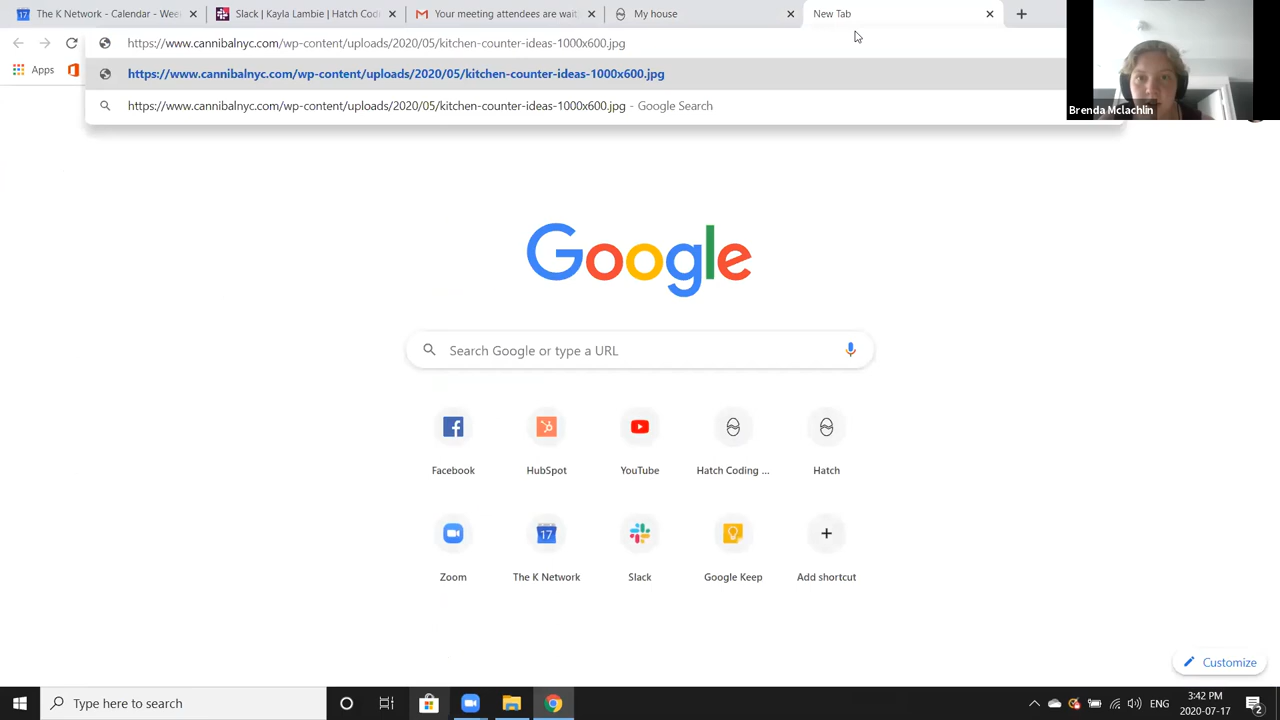 The K Network - Calendar - Wee
Slack | Kayla Lambie | Hatch Cod
Your meeting attendees are wait
My house
New Tab
https://www.cannibalnyc.com/wp-content/uploads/2020/05/kitchen-counter-ideas-1000x600.jpg
Apps
https://www.cannibalnyc.com/wp-content/uploads/2020/05/kitchen-counter-ideas-1000x600.jpg
https://www.cannibalnyc.com/wp-content/uploads/2020/05/kitchen-counter-ideas-1000x600.jpg - Google Search
Brenda Mclachlin
Google
Search Google or type a URL
Facebook
HubSpot
YouTube
Hatch Coding ...
Hatch
17
Zoom
The K Network
Slack
Google Keep
Add shortcut
Customize
Type here to search
ENG
3:42 PM
2020-07-17
2